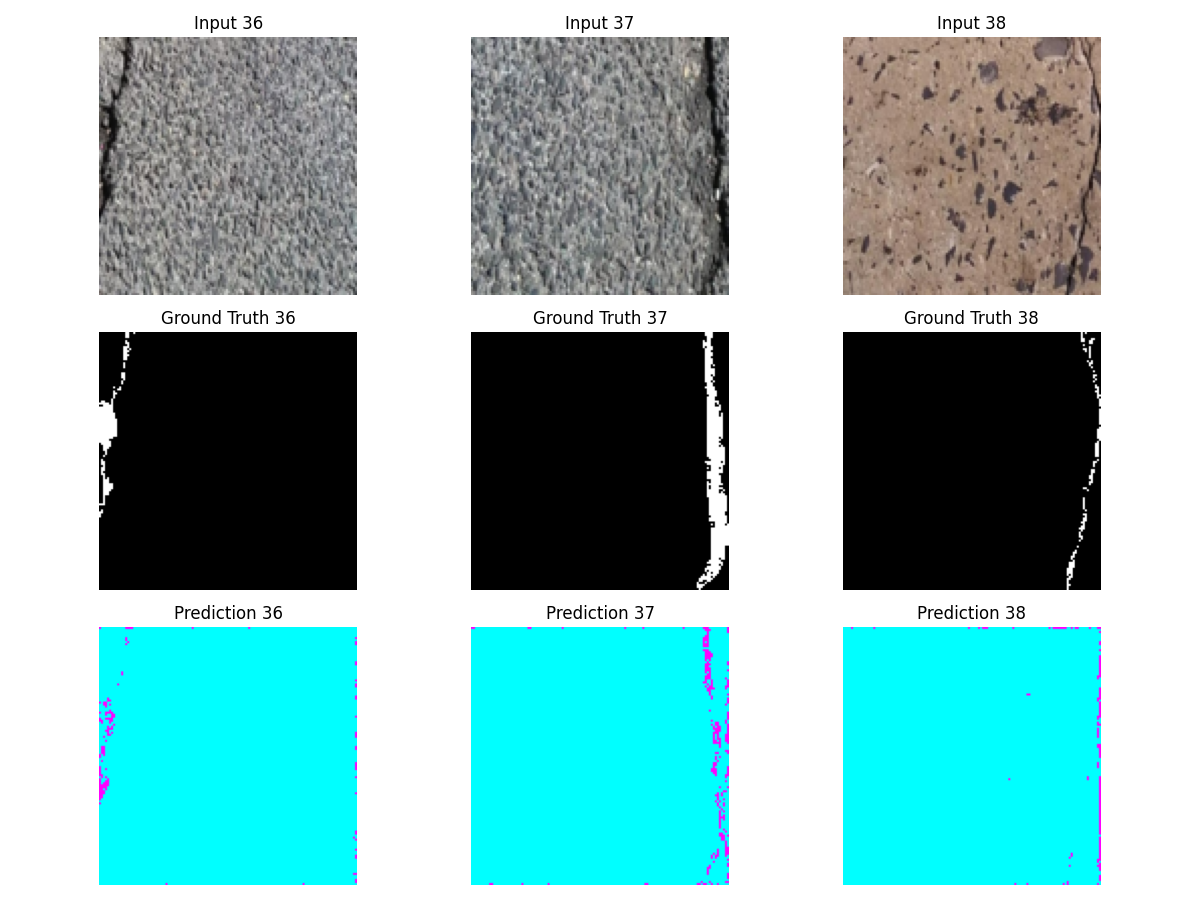 Input 36
Input 37
Input 38
Ground Truth 36
Ground Truth 37
Ground Truth 38
Prediction 36
Prediction 37
Prediction 38